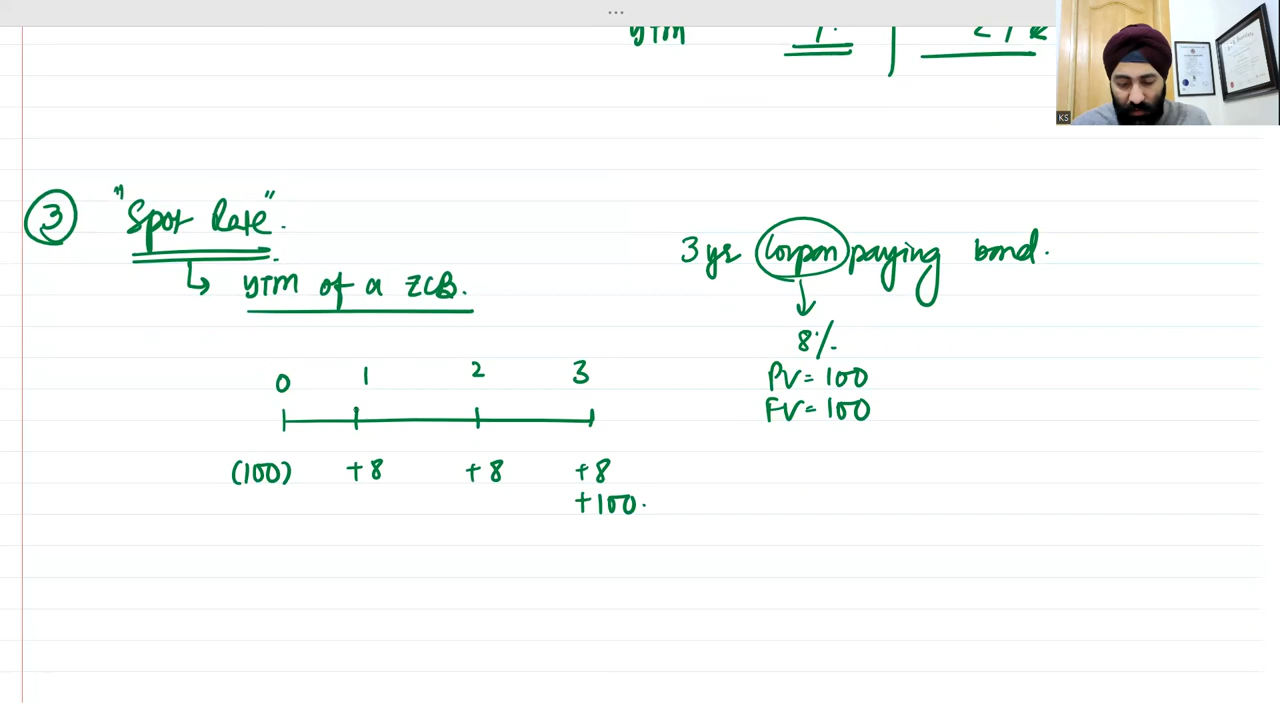 YTM
③ "Spot Rate".
↳ YTM of a ZCB.
0 1 2 3
(100) +8 +8 +8
+100.
3 yr Coupon paying bond.
↓
8%
PV = 100
FV = 100
KS